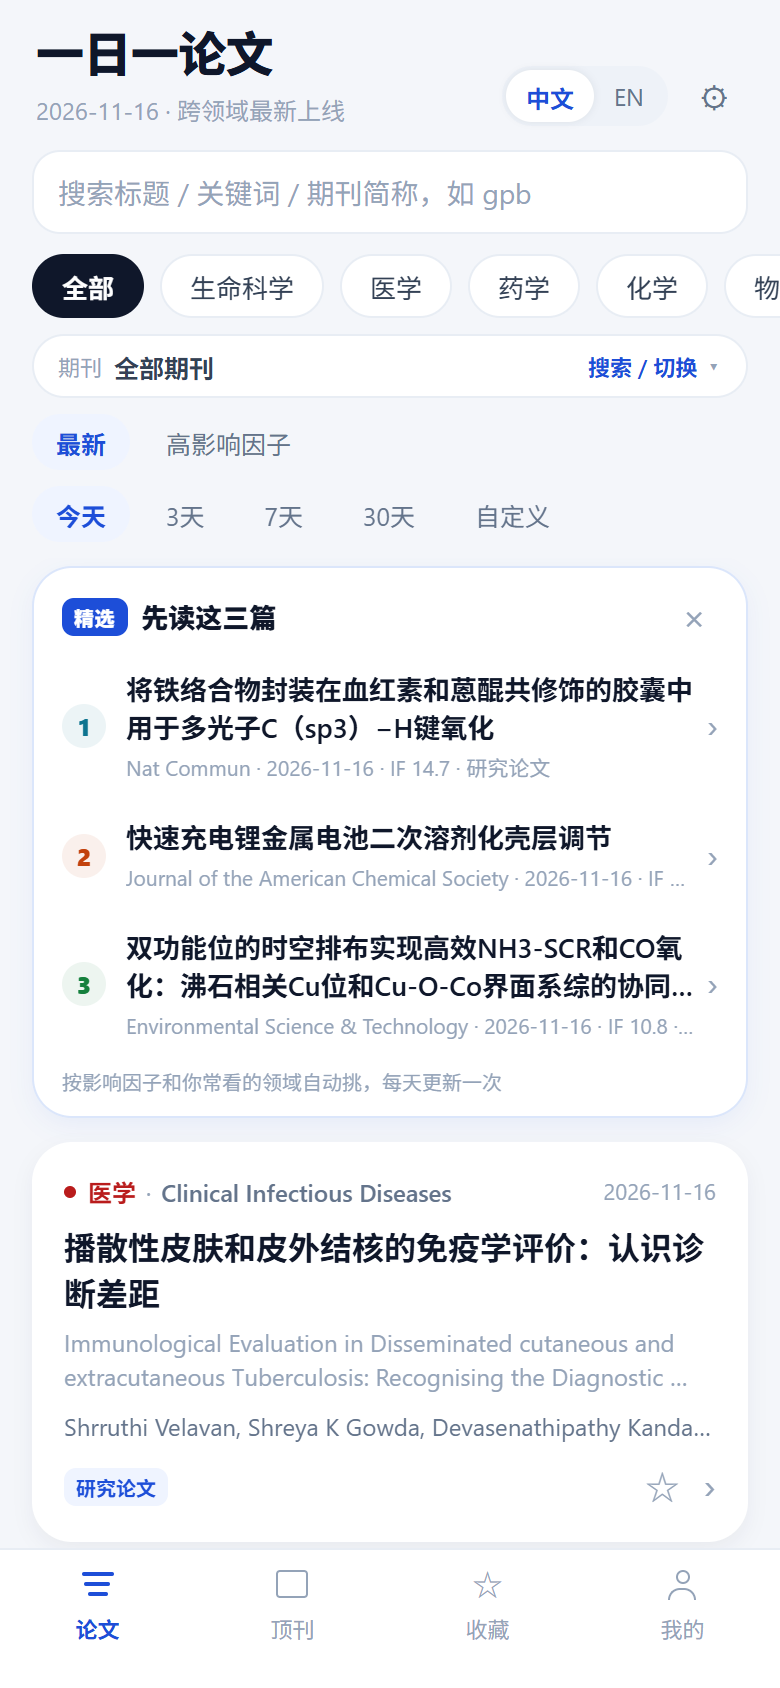 一日一论文
2026-11-16 · 跨领域最新上线
中文 EN
搜索标题 / 关键词 / 期刊简称，如 gpb
全部 生命科学 医学 药学 化学 物
期刊 全部期刊 搜索 / 切换
最新 高影响因子
今天 3天 7天 30天 自定义
精选 先读这三篇
1
将铁络合物封装在血红素和蒽醌共修饰的胶囊中
用于多光子C（sp3）–H键氧化
Nat Commun · 2026-11-16 · IF 14.7 · 研究论文
2
快速充电锂金属电池二次溶剂化壳层调节
Journal of the American Chemical Society · 2026-11-16 · IF ...
3
双功能位的时空排布实现高效NH3-SCR和CO氧
化：沸石相关Cu位和Cu-O-Co界面系综的协同...
Environmental Science & Technology · 2026-11-16 · IF 10.8 ·...
按影响因子和你常看的领域自动挑，每天更新一次
医学 · Clinical Infectious Diseases 2026-11-16
播散性皮肤和皮外结核的免疫学评价：认识诊
断差距
Immunological Evaluation in Disseminated cutaneous and
extracutaneous Tuberculosis: Recognising the Diagnostic ...
Shrruthi Velavan, Shreya K Gowda, Devasenathipathy Kanda...
研究论文
论文 顶刊 收藏 我的